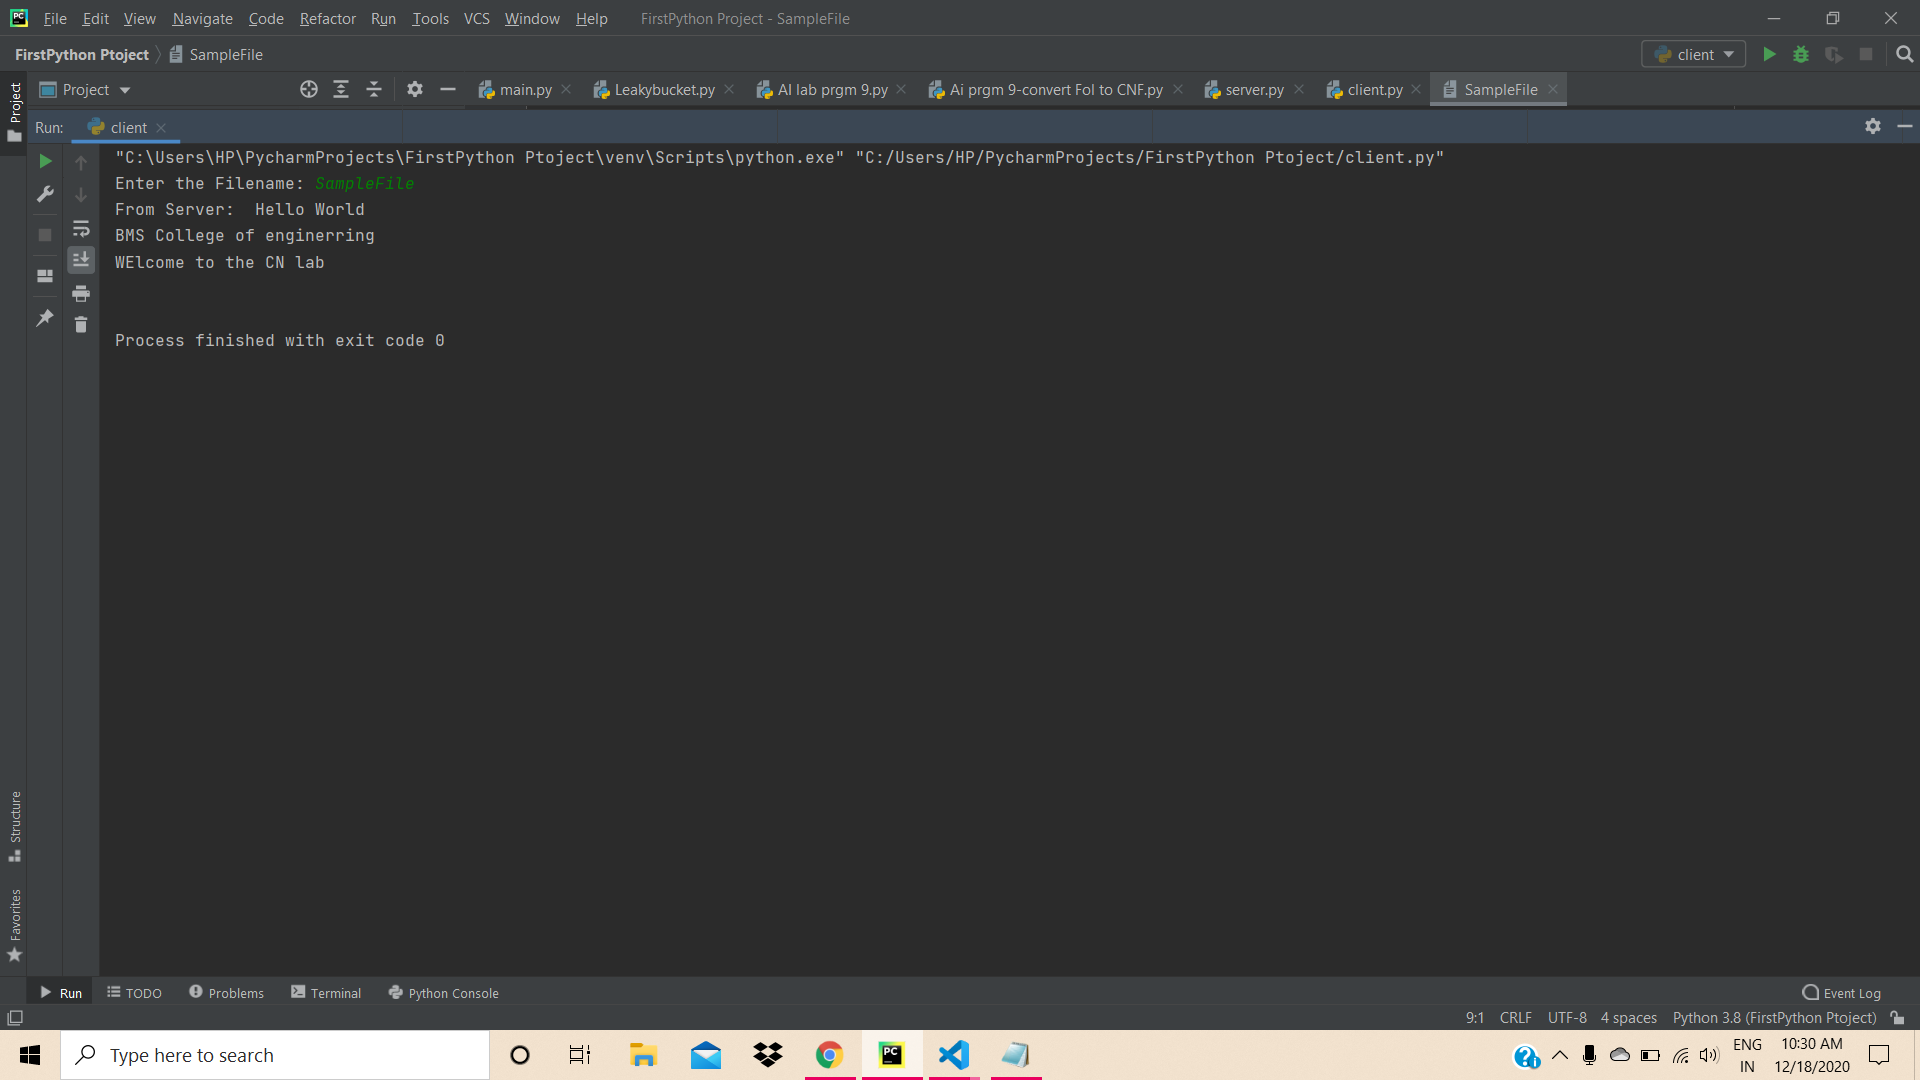 File Edit View Navigate Code Refactor Run Tools VCS Window Help FirstPython Project - SampleFile
FirstPython Ptoject SampleFile client
Project main.py Leakybucket.py AI lab prgm 9.py Ai prgm 9-convert Fol to CNF.py server.py client.py SampleFile
Project
Run: client
"C:\Users\HP\PycharmProjects\FirstPython Ptoject\venv\Scripts\python.exe" "C:/Users/HP/PycharmProjects/FirstPython Ptoject/client.py"
Enter the Filename: SampleFile
From Server:  Hello World
BMS College of enginerring
WElcome to the CN lab
Process finished with exit code 0
Structure
Favorites
Run TODO Problems Terminal Python Console Event Log
9:1 CRLF UTF-8 4 spaces Python 3.8 (FirstPython Ptoject)
Type here to search
PC
ENG
IN
10:30 AM
12/18/2020